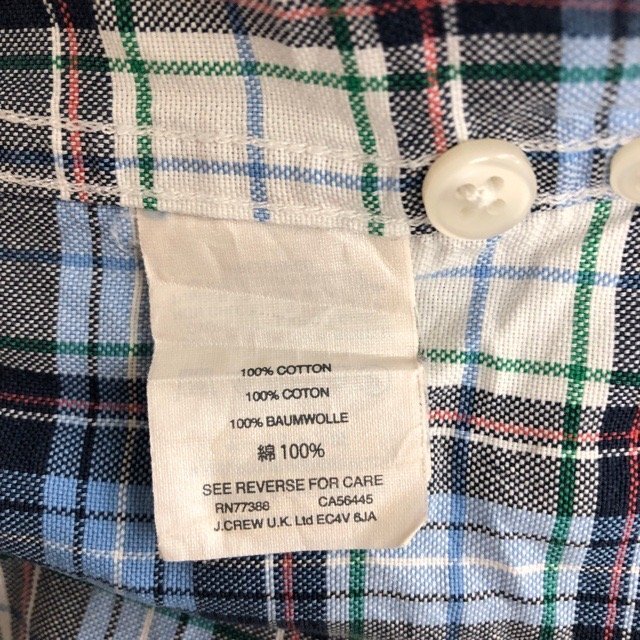 100% COTTON
100% COTON
100% BAUMWOLLE
綿 100%
SEE REVERSE FOR CARE
RN77388 CA56445
J.CREW U.K. Ltd EC4V 6JA